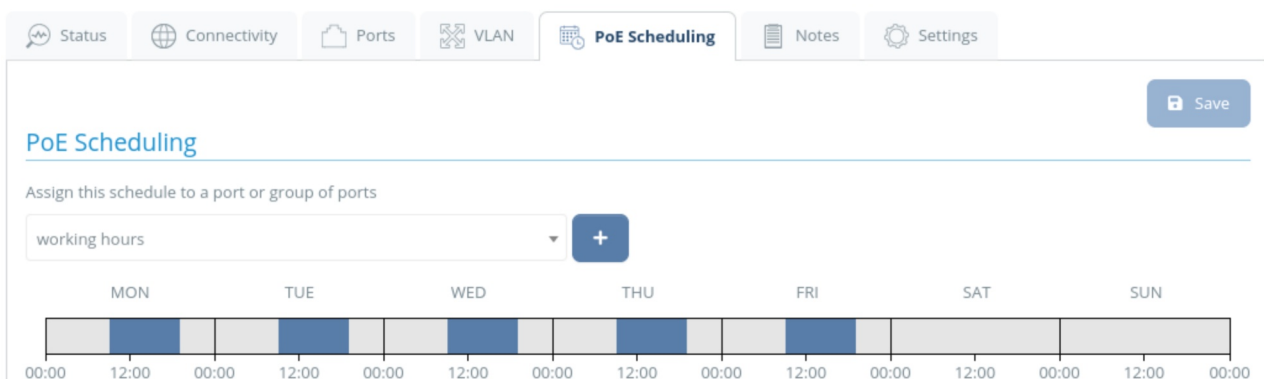 Status Connectivity Ports VLAN PoE Scheduling Notes Settings
Save
PoE Scheduling
Assign this schedule to a port or group of ports
working hours +
MON TUE WED THU FRI SAT SUN
00:00 12:00 00:00 12:00 00:00 12:00 00:00 12:00 00:00 12:00 00:00 12:00 00:00 12:00 00:00